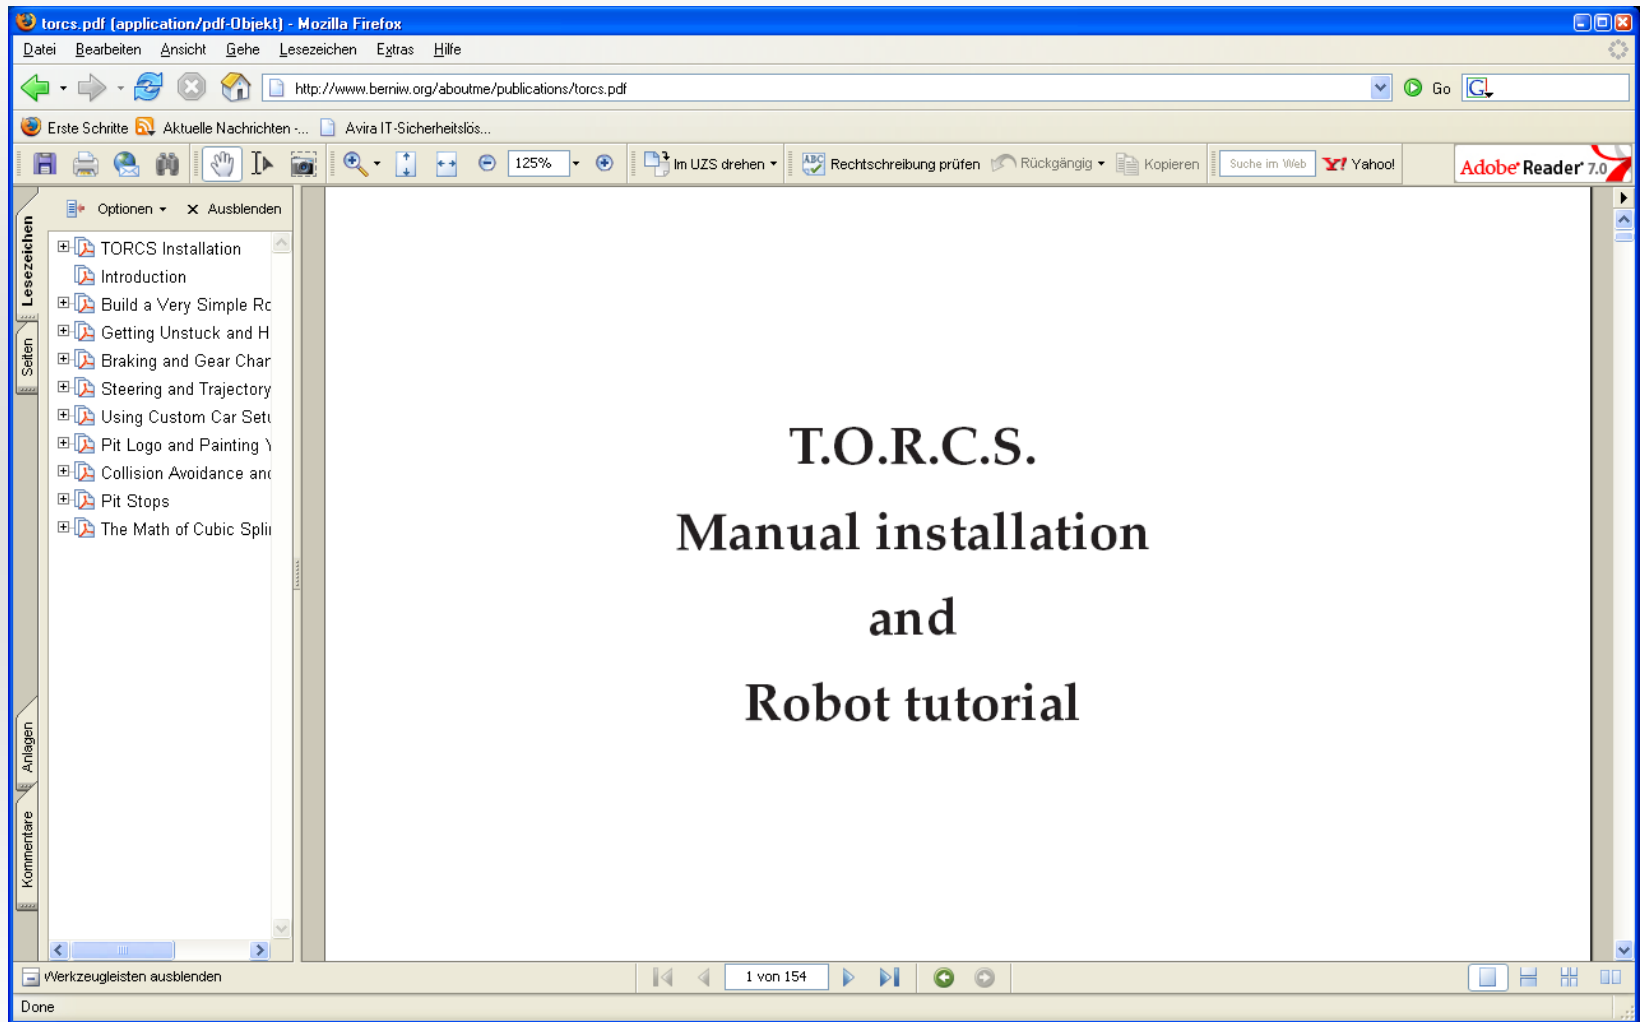 torcs.pdf (application/pdf-Objekt) - Mozilla Firefox
Datei Bearbeiten Ansicht Gehe Lesezeichen Extras Hilfe
http://www.berniw.org/aboutme/publications/torcs.pdf Go G
Erste Schritte Aktuelle Nachrichten -... Avira IT-Sicherheitslös...
125% Im UZS drehen ABC Rechtschreibung prüfen Rückgängig Kopieren Suche im Web Y! Yahoo! Adobe Reader 7.0
Optionen Ausblenden
Lesezeichen
Seiten
Anlagen
Kommentare
TORCS Installation
Introduction
Build a Very Simple Ro
Getting Unstuck and H
Braking and Gear Char
Steering and Trajectory
Using Custom Car Setu
Pit Logo and Painting Y
Collision Avoidance and
Pit Stops
The Math of Cubic Splin
T.O.R.C.S.
Manual installation
and
Robot tutorial
Werkzeugleisten ausblenden 1 von 154
Done